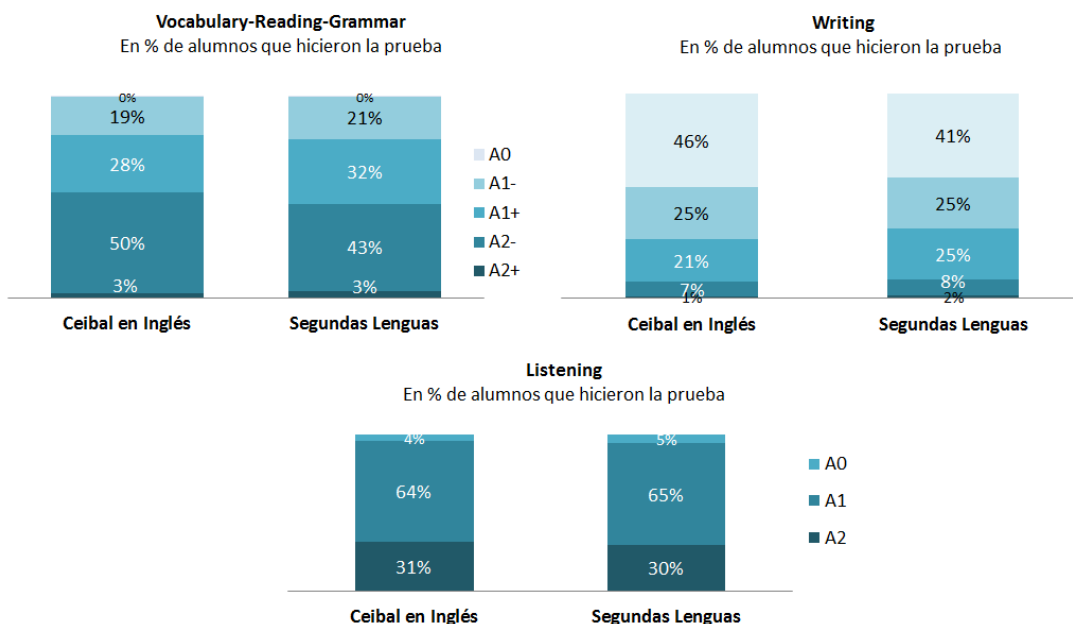 Vocabulary-Reading-Grammar
En % de alumnos que hicieron la prueba
0%
19%
28%
50%
3%
Ceibal en Inglés
0%
21%
32%
43%
3%
Segundas Lenguas
A0
A1-
A1+
A2-
A2+
Writing
En % de alumnos que hicieron la prueba
46%
25%
21%
7%
1%
Ceibal en Inglés
41%
25%
25%
8%
2%
Segundas Lenguas
Listening
En % de alumnos que hicieron la prueba
4%
64%
31%
Ceibal en Inglés
5%
65%
30%
Segundas Lenguas
A0
A1
A2